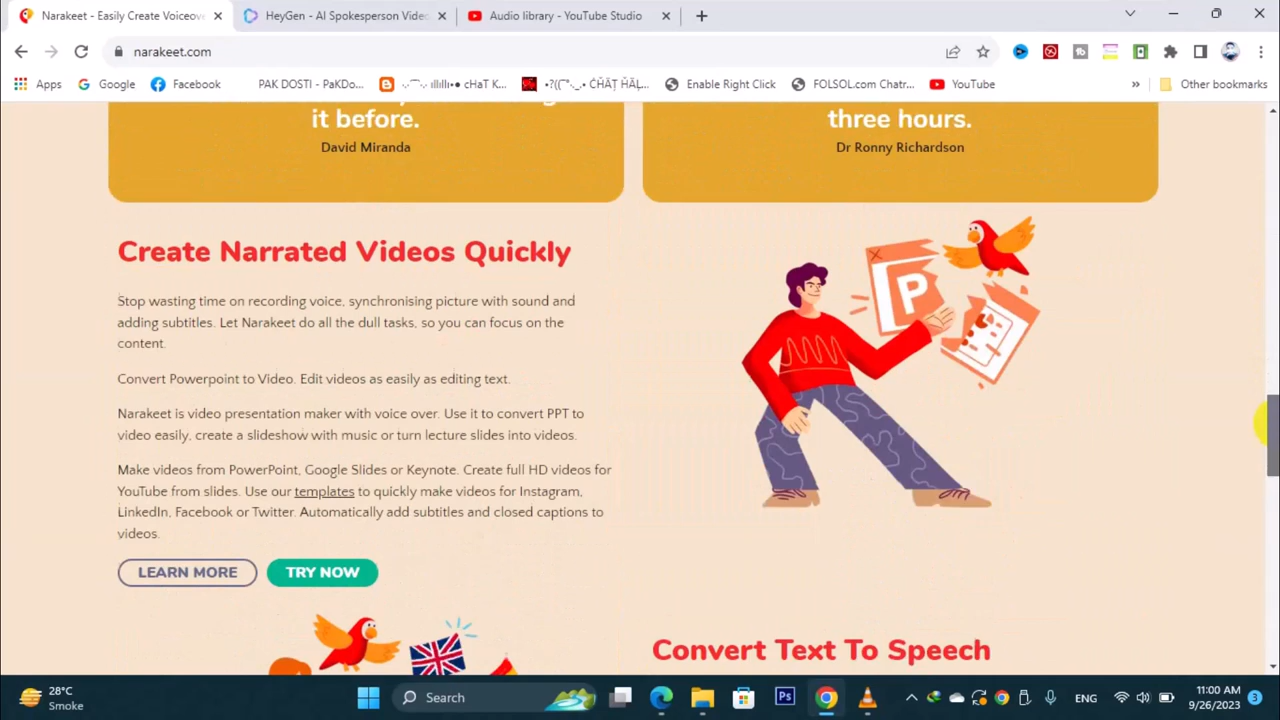 Narakeet - Easily Create Voiceov
HeyGen - AI Spokesperson Video
Audio library - YouTube Studio
narakeet.com
Apps
Google
Facebook
PAK DOSTI - PaKDo...
YouTube
Enable Right Click
FOLSOL.com Chatr...
Other bookmarks
it before.
David Miranda
three hours.
Dr Ronny Richardson
Create Narrated Videos Quickly
Stop wasting time on recording voice, synchronising picture with sound and
adding subtitles. Let Narakeet do all the dull tasks, so you can focus on the
content.
Convert Powerpoint to Video. Edit videos as easily as editing text.
Narakeet is video presentation maker with voice over. Use it to convert PPT to
video easily, create a slideshow with music or turn lecture slides into videos.
Make videos from PowerPoint, Google Slides or Keynote. Create full HD videos for
YouTube from slides. Use our templates to quickly make videos for Instagram,
LinkedIn, Facebook or Twitter. Automatically add subtitles and closed captions to
videos.
LEARN MORE
TRY NOW
P
Convert Text To Speech
28°C
Smoke
Search
Ps
ENG
11:00 AM
9/26/2023
3